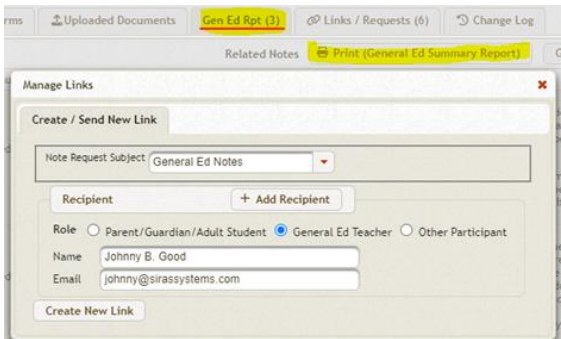 rms Uploaded Documents Gen Ed Rpt (3) Links / Requests (6) Change Log
Related Notes Print (General Ed Summary Report)
Manage Links
Create / Send New Link
Note Request Subject General Ed Notes
Recipient + Add Recipient
Role Parent/Guardian/Adult Student General Ed Teacher Other Participant
Name Johnny B. Good
Email johnny@sirassystems.com
Create New Link